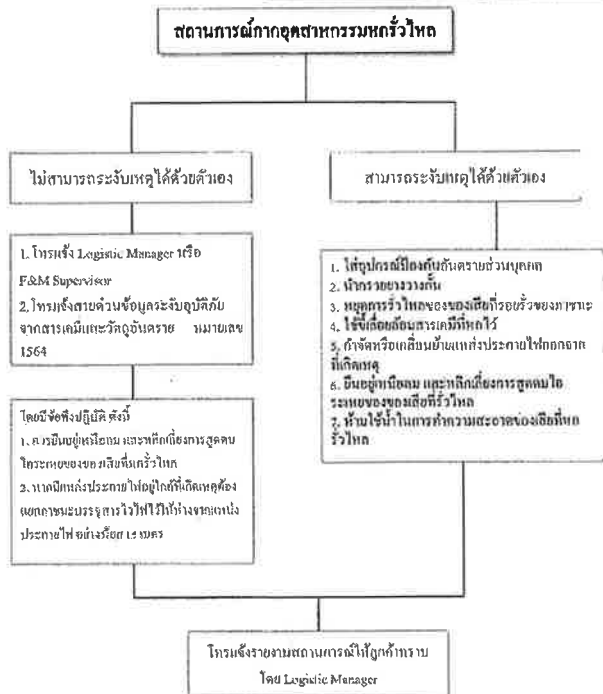 สถานการณ์กากอุตสาหกรรมหกรั่วไหล
ไม่สามารถระงับเหตุได้ด้วยตัวเอง
สามารถระงับเหตุได้ด้วยตัวเอง
1. โทรแจ้ง Logistic Manager หรือ
F&M Supervisor
2. โทรแจ้งสายด่วนข้อมูลระงับอุบัติภัย
จากสารเคมีและวัตถุอันตราย หมายเลข
1564
โดยมีข้อพึงปฏิบัติ ดังนี้
1. ควรยืนอยู่เหนือลม และหลีกเลี่ยงการสูดดม
ไอระเหยของของเสียที่หกรั่วไหล
2. หากมีแหล่งประกายไฟอยู่ใกล้ที่เกิดเหตุต้อง
แยกภาชนะบรรจุสารไวไฟไว้ให้ห่างจากแหล่ง
ประกายไฟ อย่างน้อย 15 เมตร
1. ใส่อุปกรณ์ป้องกันอันตรายส่วนบุคคล
2. นำกรวยยางวางกั้น
3. หยุดการรั่วไหลของของเสียที่รอยรั่วของภาชนะ
4. ใช้ขี้เลื่อยล้อมสารเคมีที่หกไว้
5. กำจัดหรือเคลื่อนย้ายแหล่งประกายไฟออกจาก
ที่เกิดเหตุ
6. ยืนอยู่เหนือลม และหลีกเลี่ยงการสูดดมไอ
ระเหยของของเสียที่รั่วไหล
7. ห้ามใช้น้ำในการทำความสะอาดของเสียที่หก
รั่วไหล
โทรแจ้งรายงานสถานการณ์ให้ลูกค้าทราบ
โดย Logistic Manager